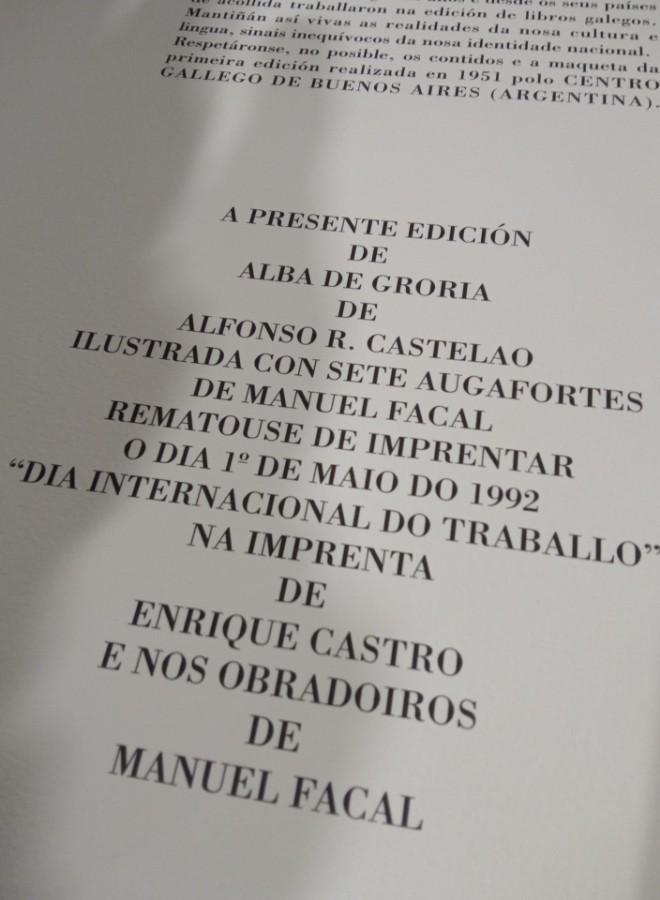 de acollida traballaron na edición de libros galegos.
Mantiñán así vivas as realidades da nosa cultura e
lingua, sinais inequívocos da nosa identidade nacional.
Respetáronse, no posible, os contidos e a maqueta da
primeira edición realizada en 1951 polo CENTRO
GALLEGO DE BUENOS AIRES (ARGENTINA).
A PRESENTE EDICIÓN
DE
ALBA DE GRORIA
DE
ALFONSO R. CASTELAO
ILUSTRADA CON SETE AUGAFORTES
DE MANUEL FACAL
REMATOUSE DE IMPRENTAR
O DIA 1º DE MAIO DO 1992
“DIA INTERNACIONAL DO TRABALLO”
NA IMPRENTA
DE
ENRIQUE CASTRO
E NOS OBRADOIROS
DE
MANUEL FACAL